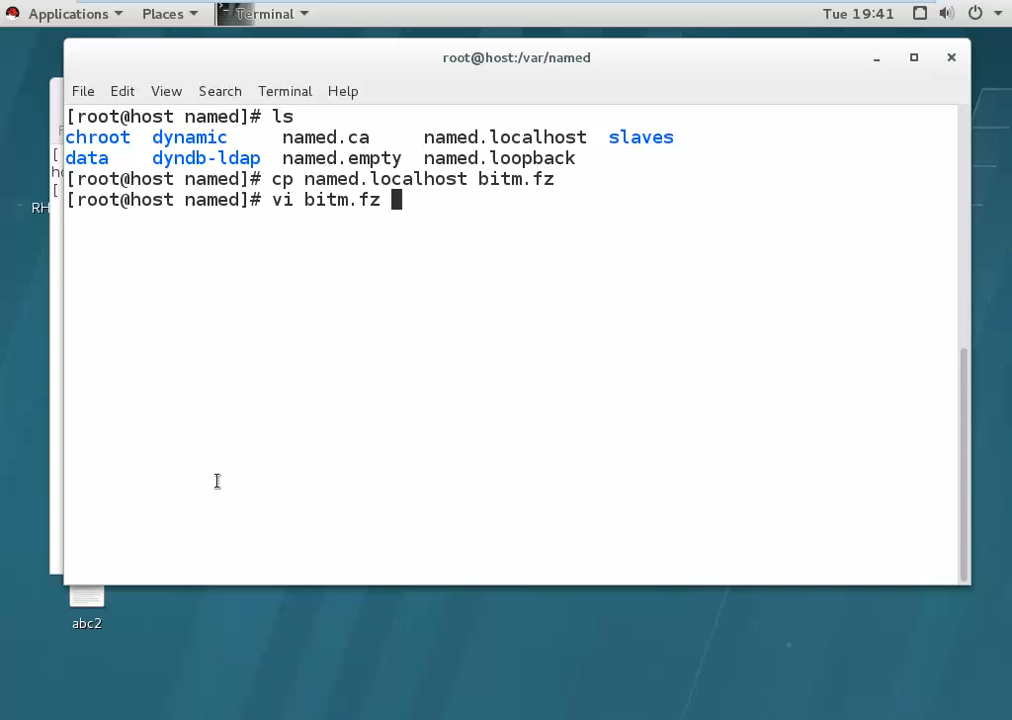 Applications Places Terminal Tue 19:41
root@host:/var/named
File Edit View Search Terminal Help
[root@host named]# ls
chroot dynamic named.ca named.localhost slaves
data dyndb-ldap named.empty named.loopback
[root@host named]# cp named.localhost bitm.fz
[root@host named]# vi bitm.fz
RH
abc2